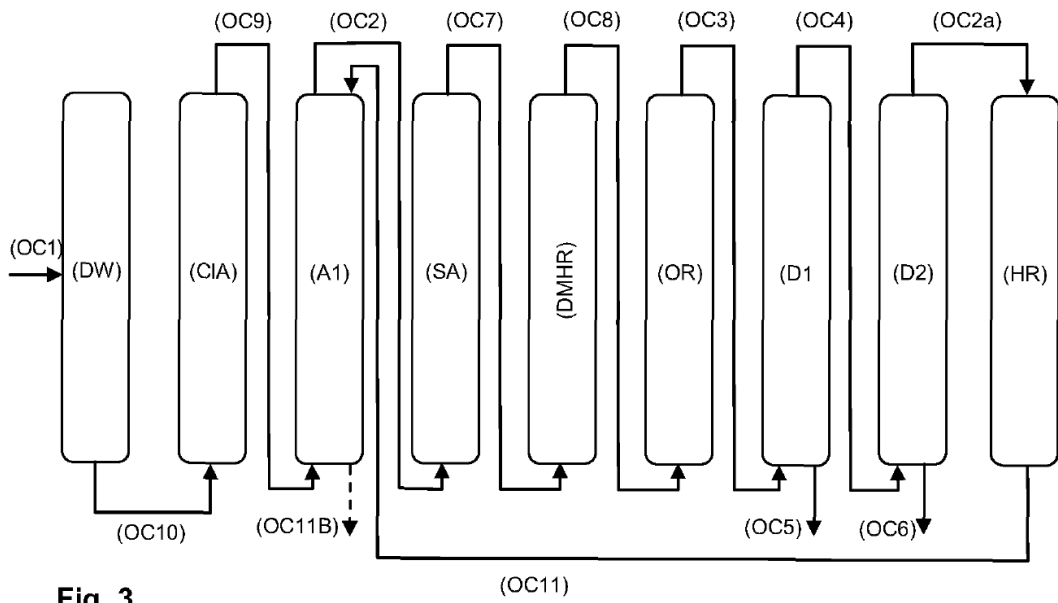 (OC9) (OC2) (OC7) (OC8) (OC3) (OC4) (OC2a)
(OC1)
(DW) (ClA) (A1) (SA) (DMHR) (OR) (D1 (D2) (HR)
(OC10) (OC11B) (OC5) (OC6)
(OC11)
Fig. 3